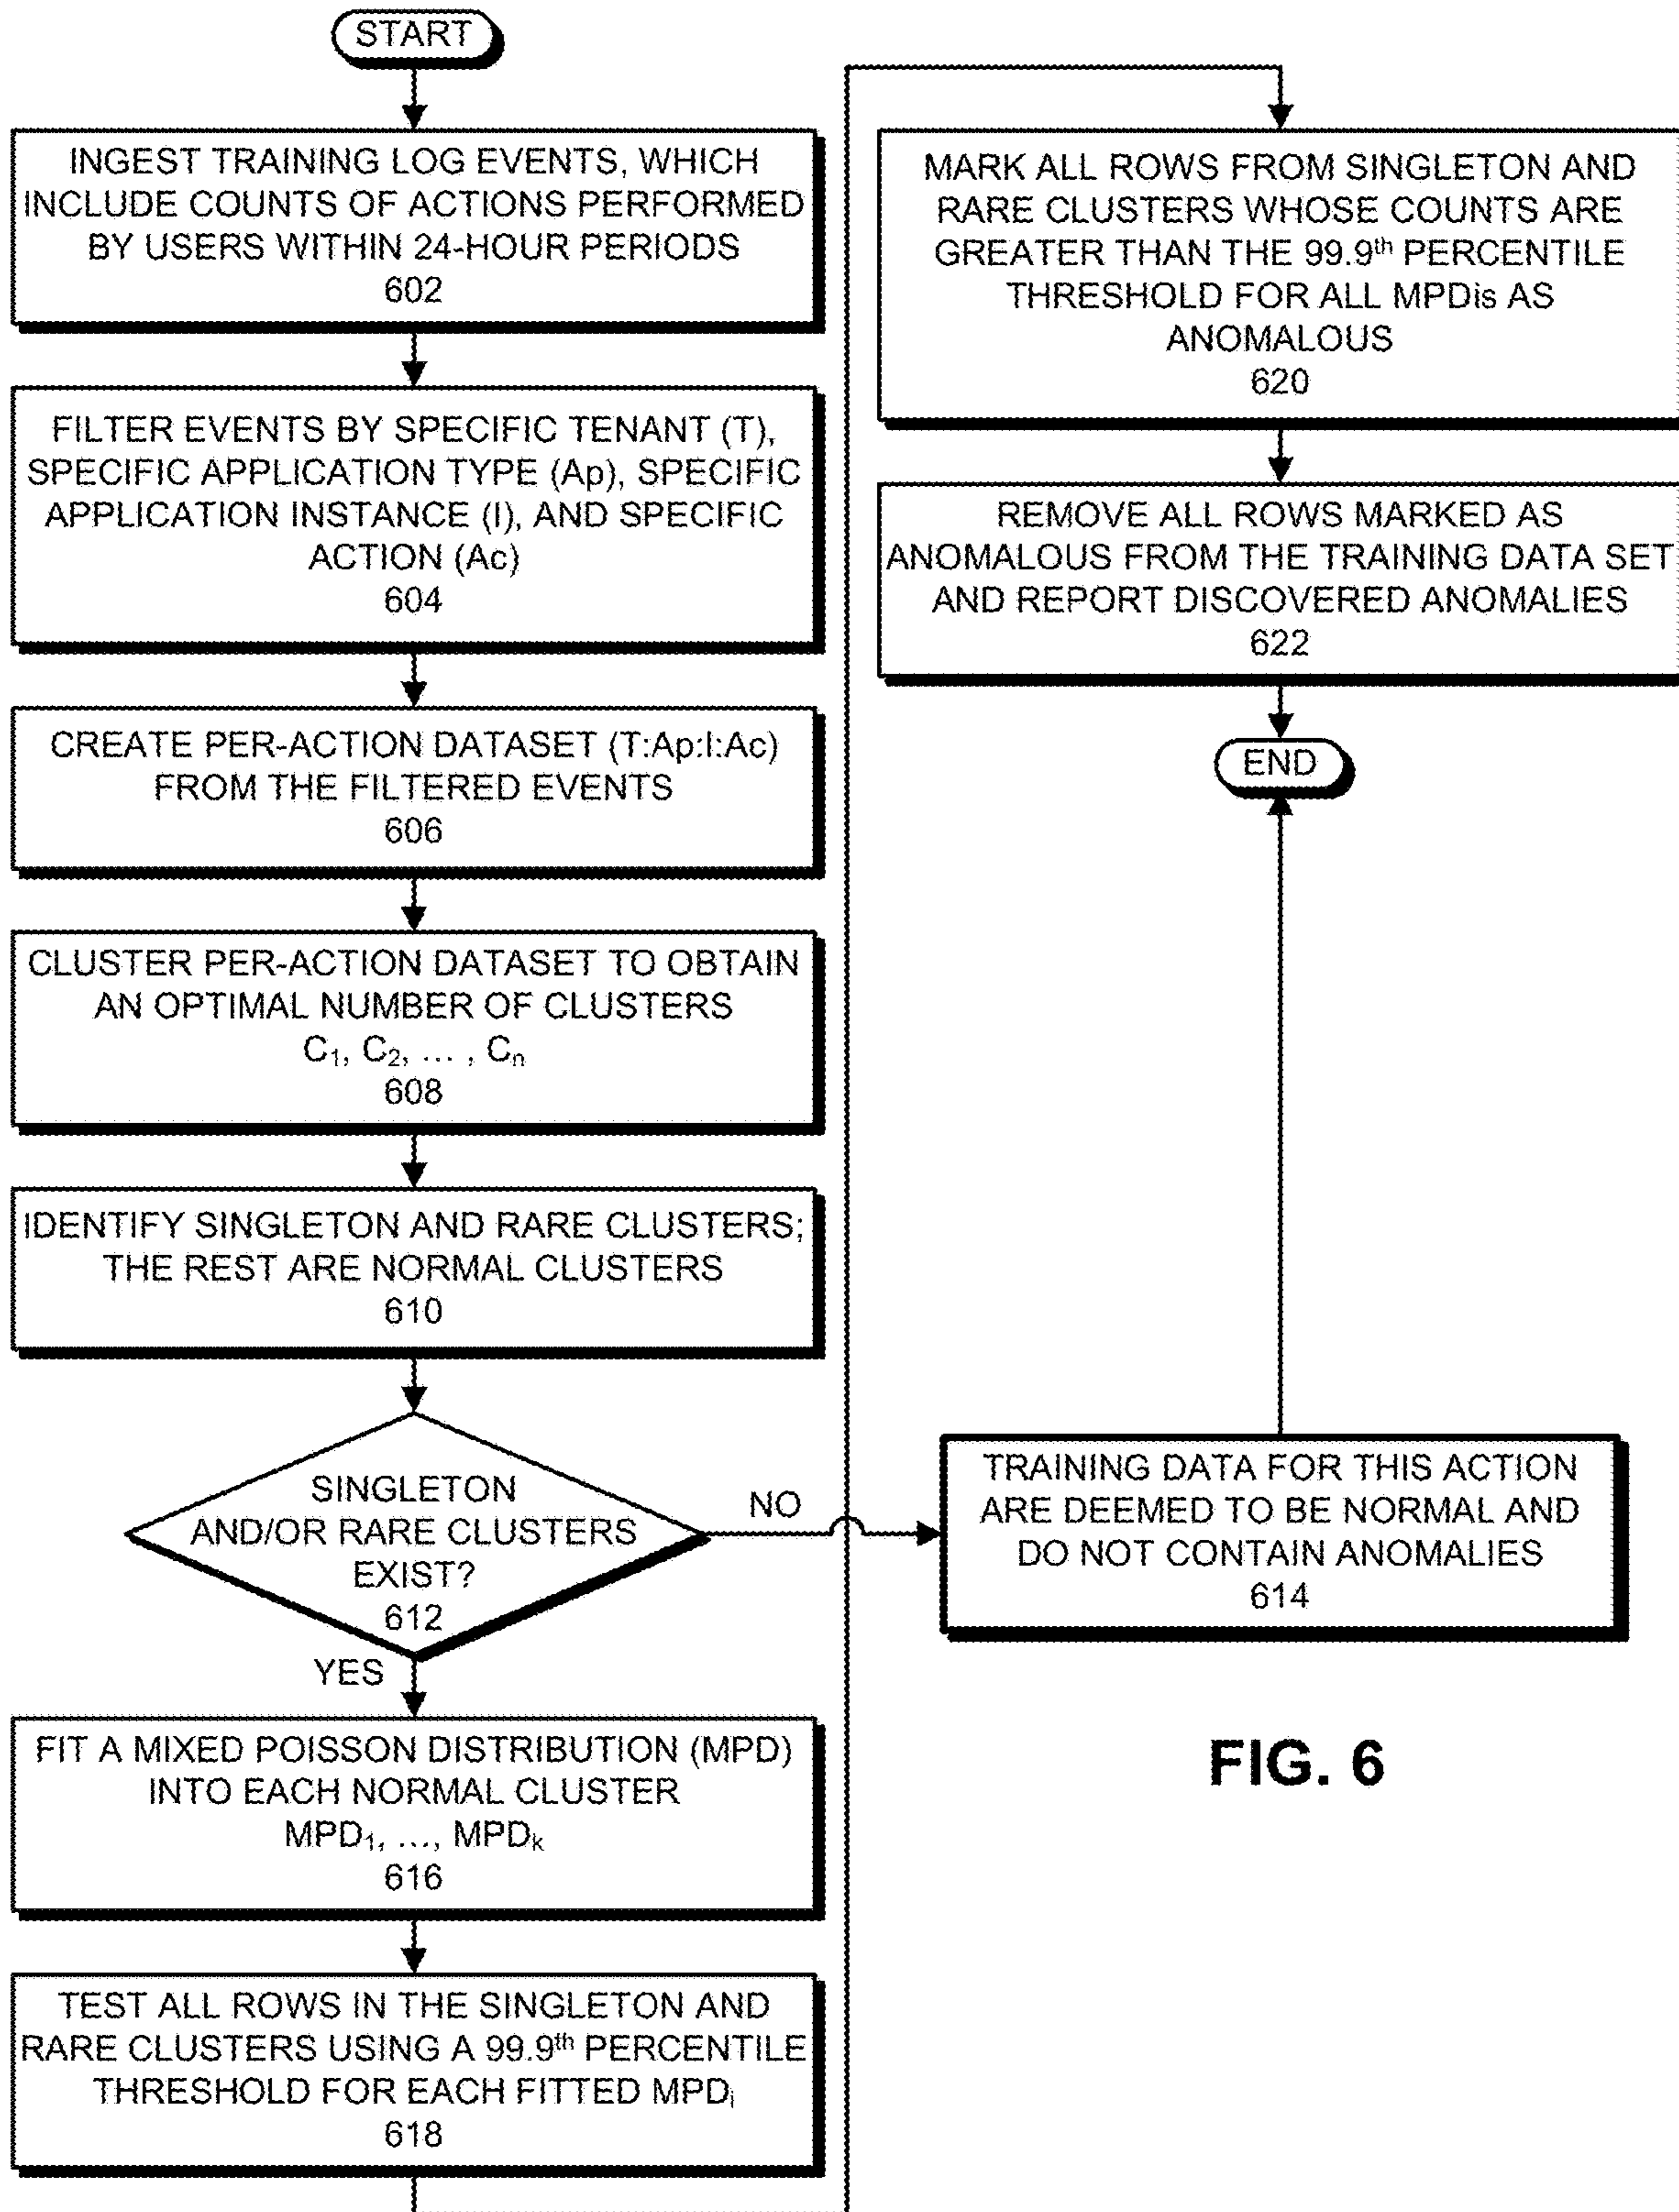 START
INGEST TRAINING LOG EVENTS, WHICH
INCLUDE COUNTS OF ACTIONS PERFORMED
BY USERS WITHIN 24-HOUR PERIODS
602
FILTER EVENTS BY SPECIFIC TENANT (T),
SPECIFIC APPLICATION TYPE (Ap), SPECIFIC
APPLICATION INSTANCE (I), AND SPECIFIC
ACTION (Ac)
604
CREATE PER-ACTION DATASET (T:Ap:I:Ac)
FROM THE FILTERED EVENTS
606
CLUSTER PER-ACTION DATASET TO OBTAIN
AN OPTIMAL NUMBER OF CLUSTERS
C₁, C₂, … , Cₙ
608
IDENTIFY SINGLETON AND RARE CLUSTERS;
THE REST ARE NORMAL CLUSTERS
610
SINGLETON
AND/OR RARE CLUSTERS
EXIST?
612
NO
YES
TRAINING DATA FOR THIS ACTION
ARE DEEMED TO BE NORMAL AND
DO NOT CONTAIN ANOMALIES
614
FIT A MIXED POISSON DISTRIBUTION (MPD)
INTO EACH NORMAL CLUSTER
MPD₁, …, MPDₖ
616
TEST ALL ROWS IN THE SINGLETON AND
RARE CLUSTERS USING A 99.9ᵗʰ PERCENTILE
THRESHOLD FOR EACH FITTED MPDᵢ
618
MARK ALL ROWS FROM SINGLETON AND
RARE CLUSTERS WHOSE COUNTS ARE
GREATER THAN THE 99.9ᵗʰ PERCENTILE
THRESHOLD FOR ALL MPDis AS
ANOMALOUS
620
REMOVE ALL ROWS MARKED AS
ANOMALOUS FROM THE TRAINING DATA SET
AND REPORT DISCOVERED ANOMALIES
622
END
FIG. 6